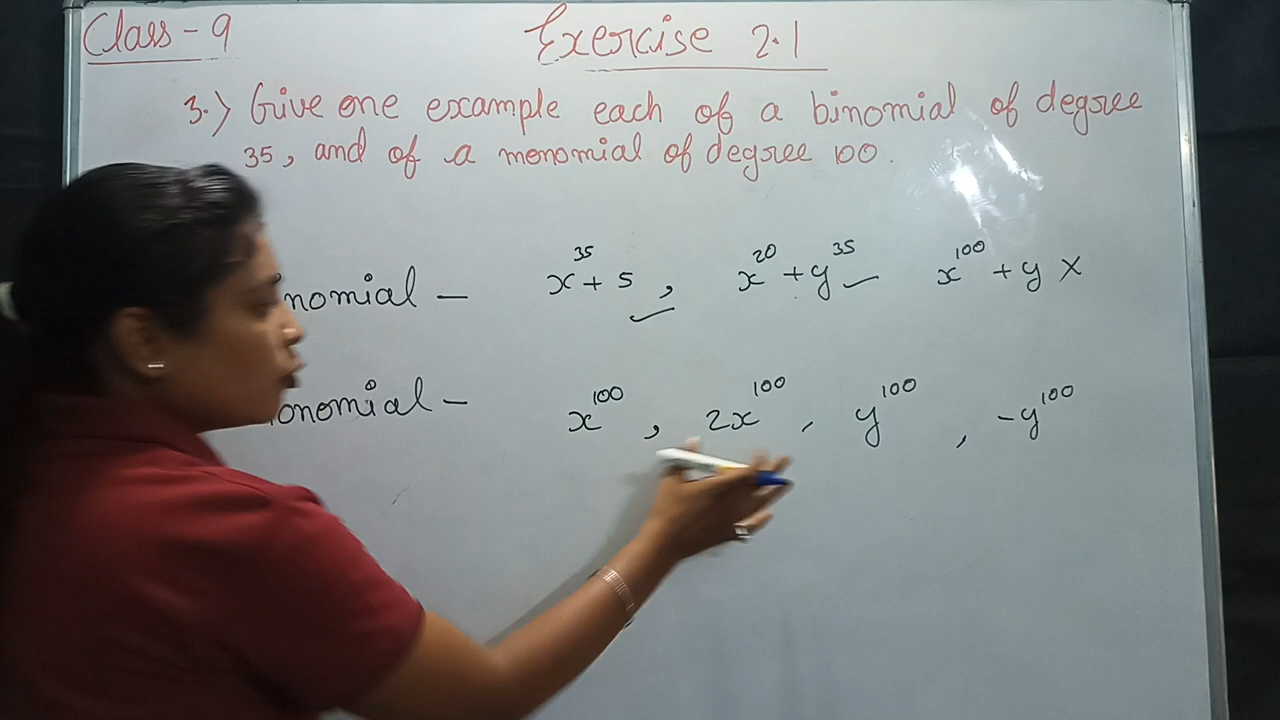 Class - 9
Exercise 2.1
3.) Give one example each of a binomial of degree
35, and of a monomial of degree 100.
nomial - x³⁵ + 5 , x²⁰ + y³⁵ ✓ x¹⁰⁰ + y ×
✓
onomial - x¹⁰⁰ , 2x¹⁰⁰ , y¹⁰⁰ , -y¹⁰⁰